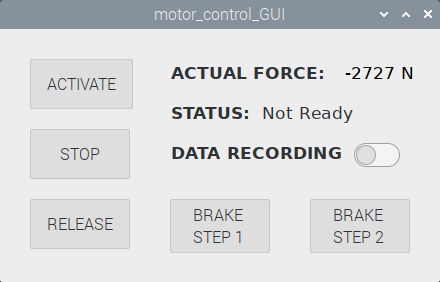 motor_control_GUI
ACTIVATE
ACTUAL FORCE: -2727 N
STATUS: Not Ready
STOP
DATA RECORDING
RELEASE
BRAKE
STEP 1
BRAKE
STEP 2